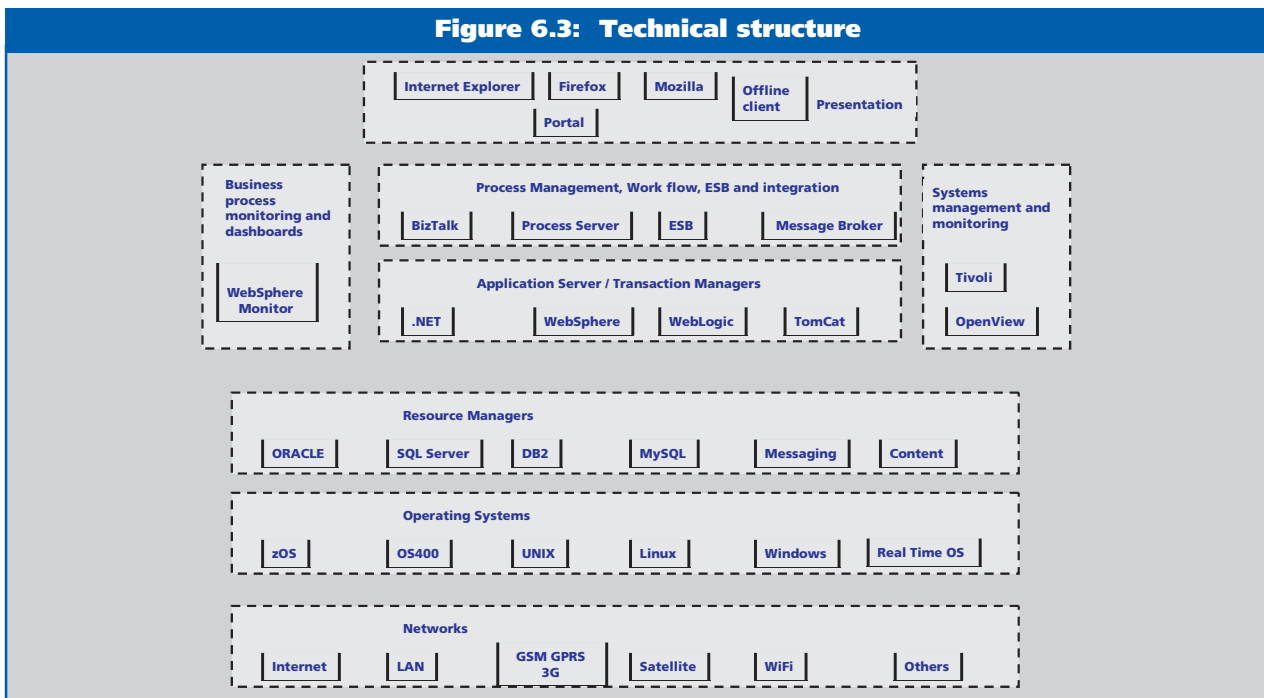 Figure 6.3: Technical structure
Internet Explorer
Firefox
Mozilla
Offline
client
Presentation
Portal
Business
process
monitoring and
dashboards
WebSphere
Monitor
Process Management, Work flow, ESB and integration
BizTalk
Process Server
ESB
Message Broker
Application Server / Transaction Managers
.NET
WebSphere
WebLogic
TomCat
Systems
management and
monitoring
Tivoli
OpenView
Resource Managers
ORACLE
SQL Server
DB2
MySQL
Messaging
Content
Operating Systems
zOS
OS400
UNIX
Linux
Windows
Real Time OS
Networks
Internet
LAN
GSM GPRS
3G
Satellite
WiFi
Others